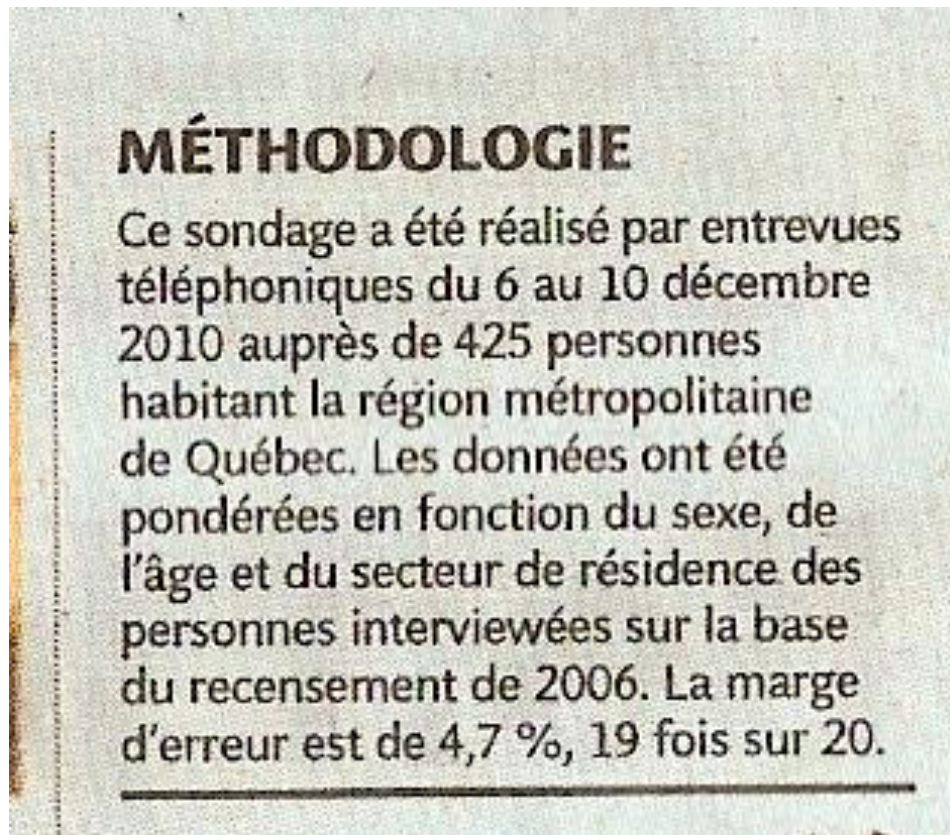 MÉTHODOLOGIE
Ce sondage a été réalisé par entrevues
téléphoniques du 6 au 10 décembre
2010 auprès de 425 personnes
habitant la région métropolitaine
de Québec. Les données ont été
pondérées en fonction du sexe, de
l'âge et du secteur de résidence des
personnes interviewées sur la base
du recensement de 2006. La marge
d'erreur est de 4,7 %, 19 fois sur 20.